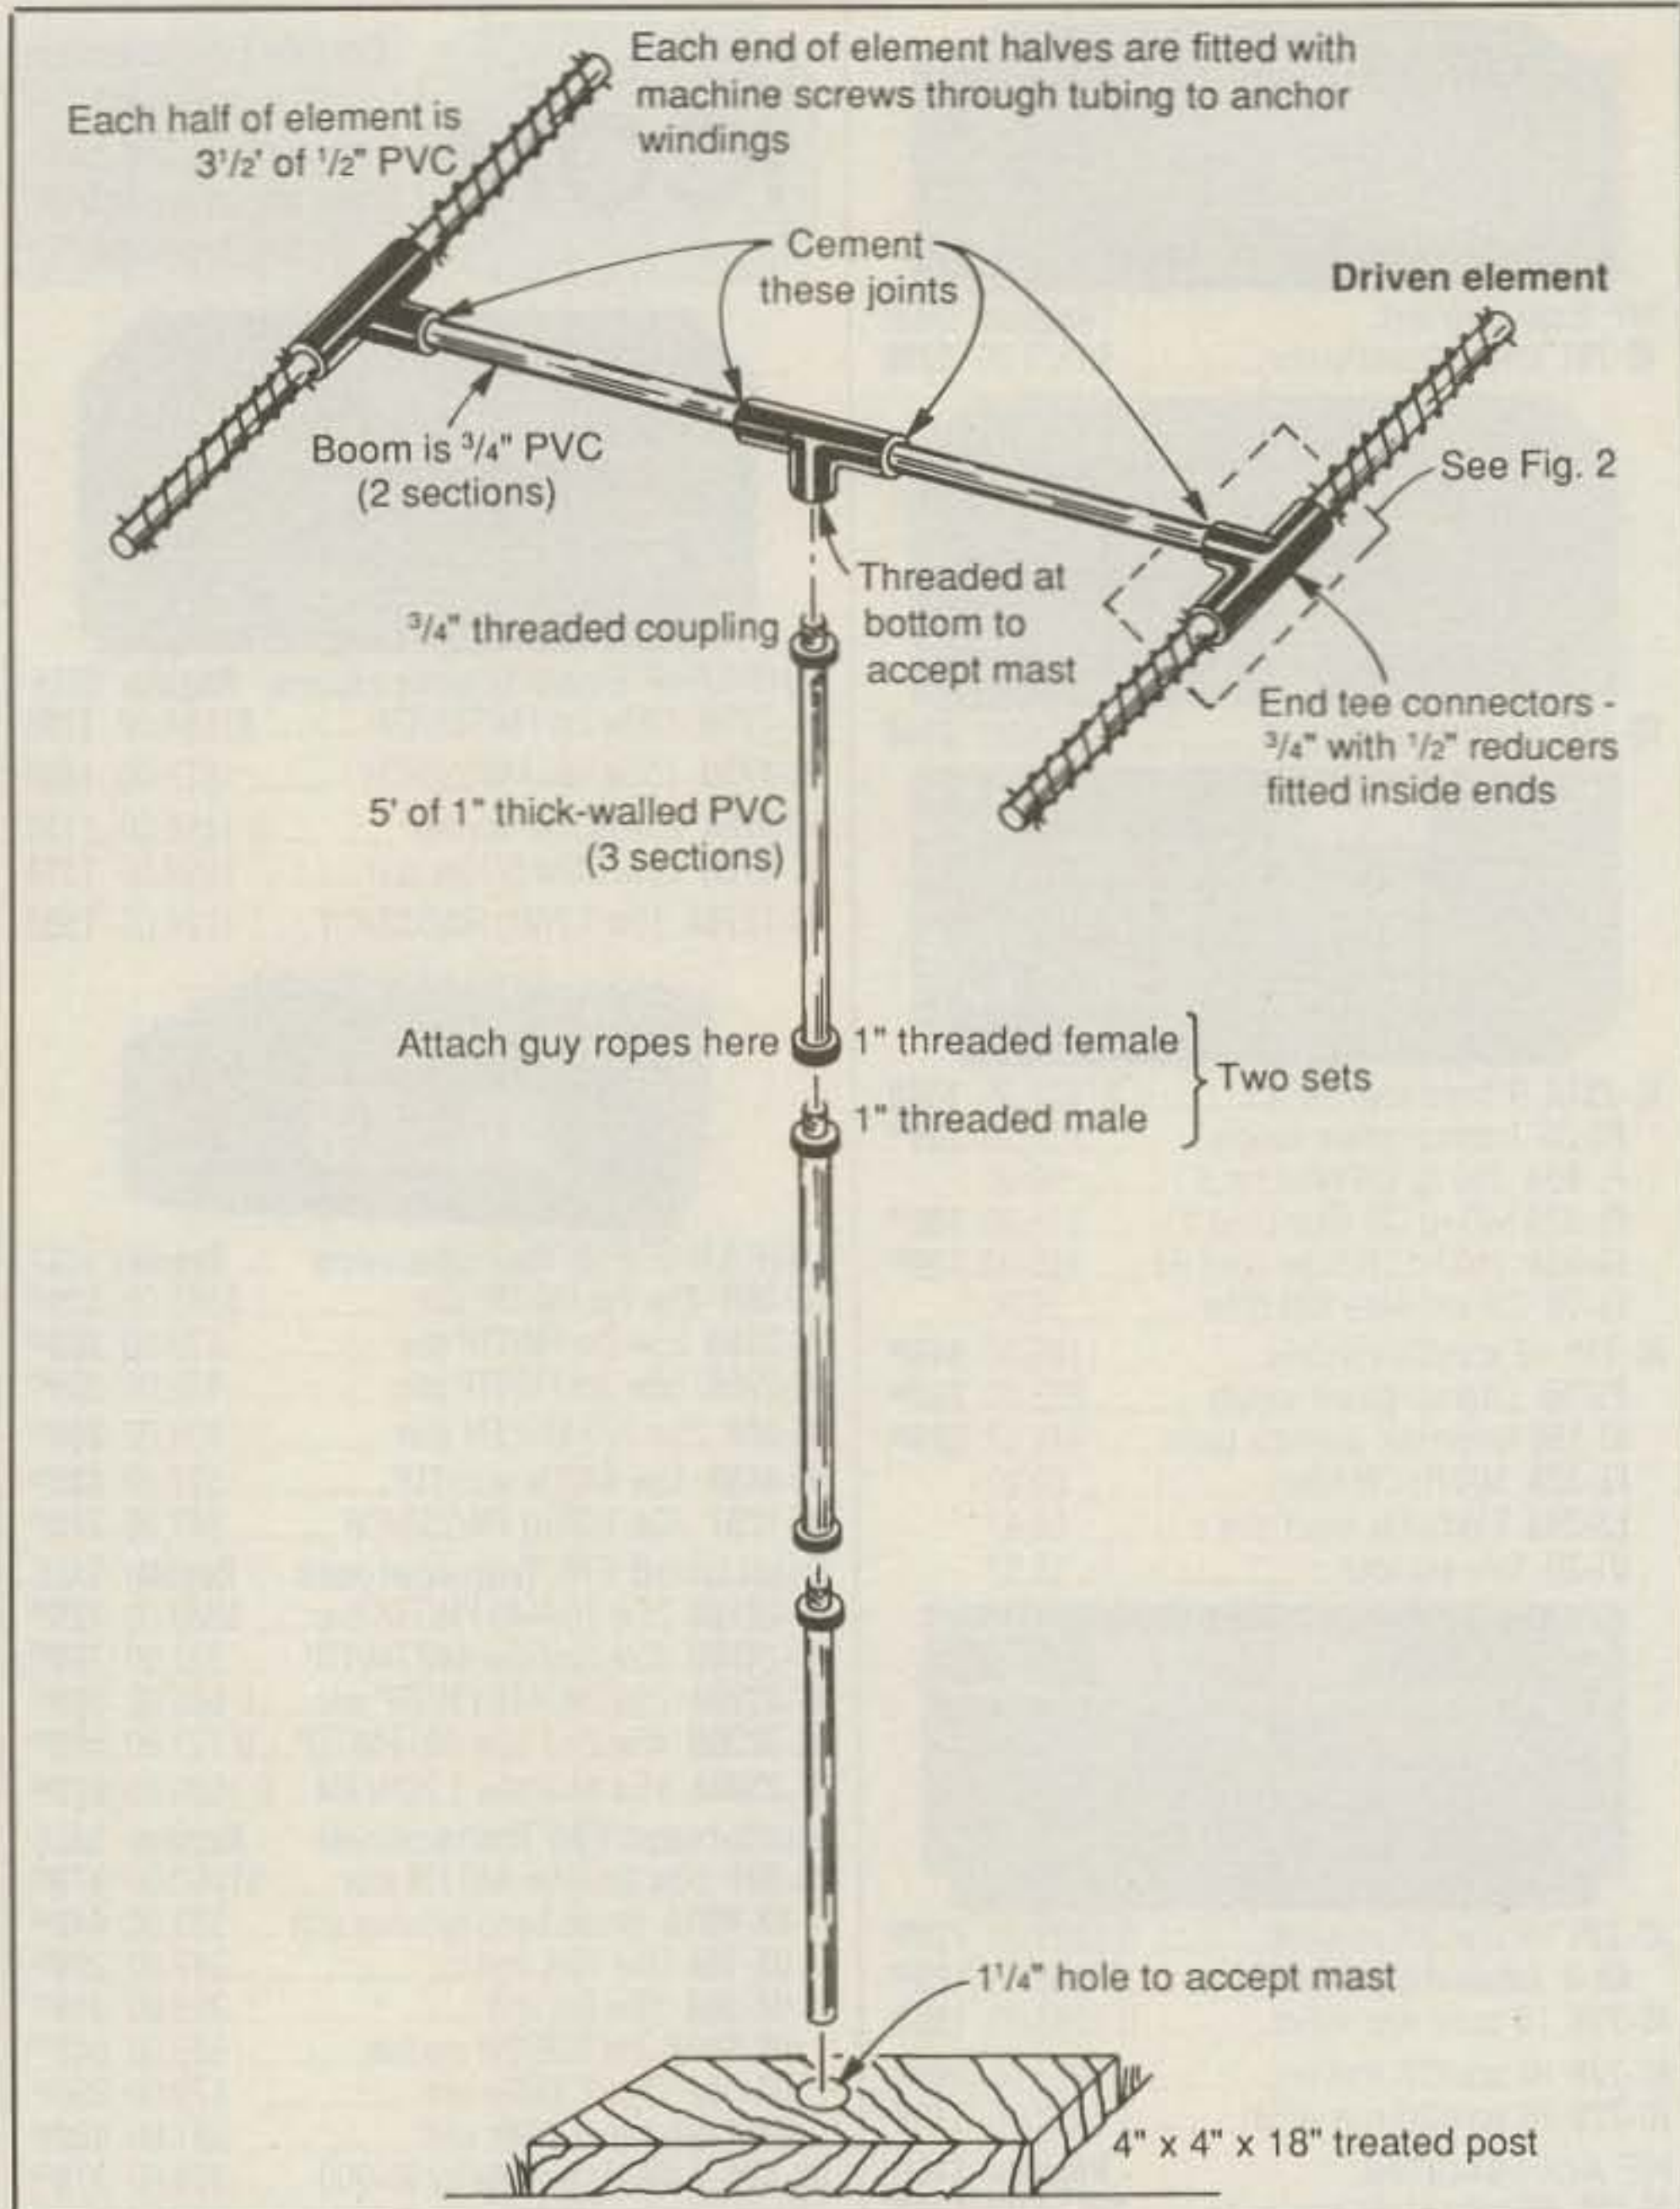 Each end of element halves are fitted with
machine screws through tubing to anchor
windings
Each half of element is
3 1/2' of 1/2" PVC
Cement
these joints
Driven element
Boom is 3/4" PVC
(2 sections)
See Fig. 2
Threaded at
bottom to
accept mast
3/4" threaded coupling
End tee connectors -
3/4" with 1/2" reducers
fitted inside ends
5' of 1" thick-walled PVC
(3 sections)
Attach guy ropes here
1" threaded female
Two sets
1" threaded male
1 1/4" hole to accept mast
4" x 4" x 18" treated post